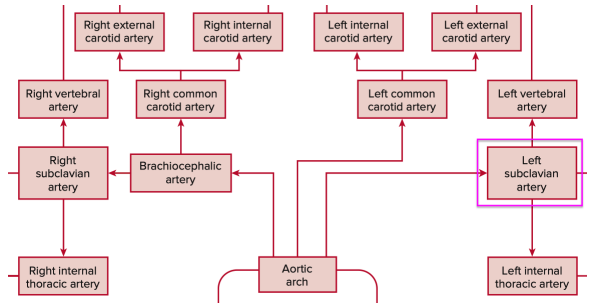 Right external
carotid artery
Right internal
carotid artery
Left internal
carotid artery
Left external
carotid artery
Right vertebral
artery
Right common
carotid artery
Left common
carotid artery
Left vertebral
artery
Right
subclavian
artery
Brachiocephalic
artery
Left
subclavian
artery
Right internal
thoracic artery
Aortic
arch
Left internal
thoracic artery